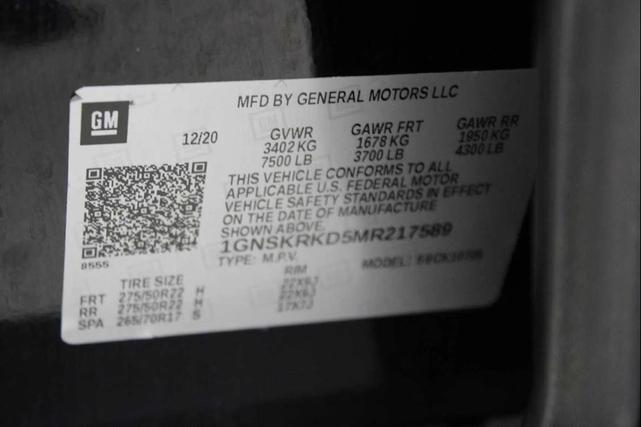 MFD BY GENERAL MOTORS LLC
GM
12/20 GVWR GAWR FRT GAWR RR
3402 KG 1678 KG 1950 KG
7500 LB 3700 LB 4300 LB
THIS VEHICLE CONFORMS TO ALL
APPLICABLE U.S. FEDERAL MOTOR
VEHICLE SAFETY STANDARDS IN EFFECT
ON THE DATE OF MANUFACTURE
SHOWN ABOVE.
1GNSKRKD5MR217589
8555
TYPE: M.P.V. MODEL:
TIRE SIZE RIM
FRT 275/50R22 H 22X9J
RR 275/50R22 H 22X9J
SPA 265/70R17 S 17X7J